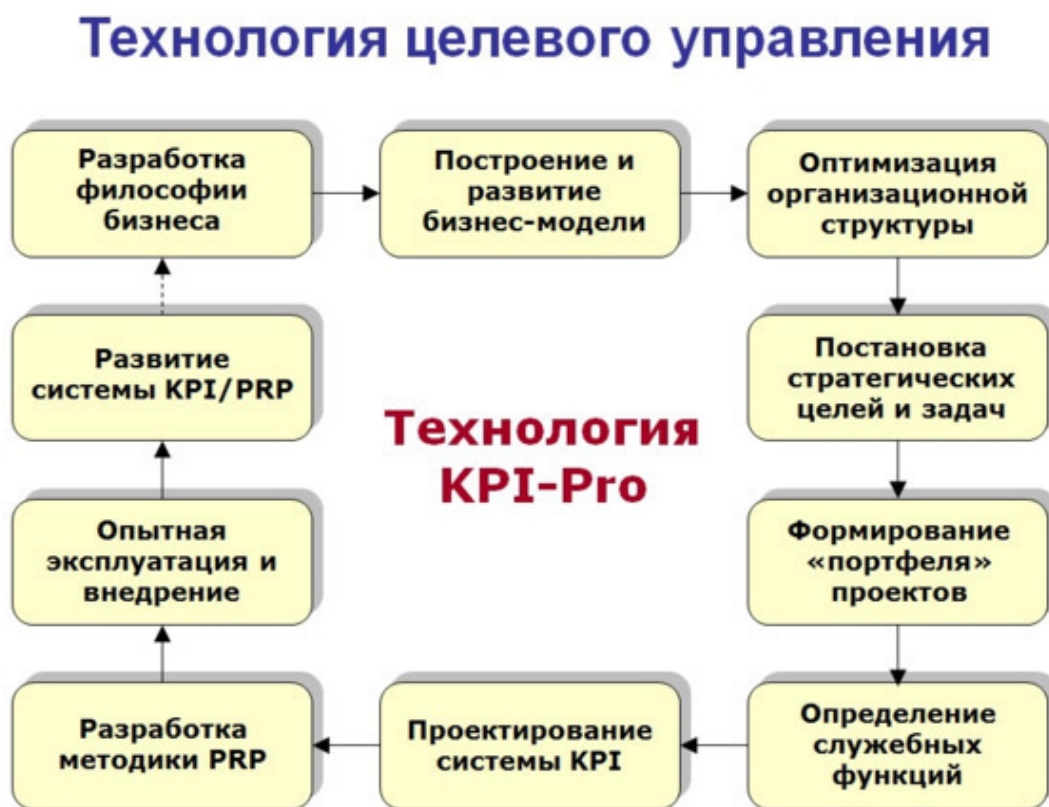 Технология целевого управления
Разработка
философии
бизнеса
Построение и
развитие
бизнес-модели
Оптимизация
организационной
структуры
Развитие
системы KPI/PRP
Постановка
стратегических
целей и задач
Технология
KPI-Pro
Опытная
эксплуатация и
внедрение
Формирование
«портфеля»
проектов
Разработка
методики PRP
Проектирование
системы KPI
Определение
служебных
функций